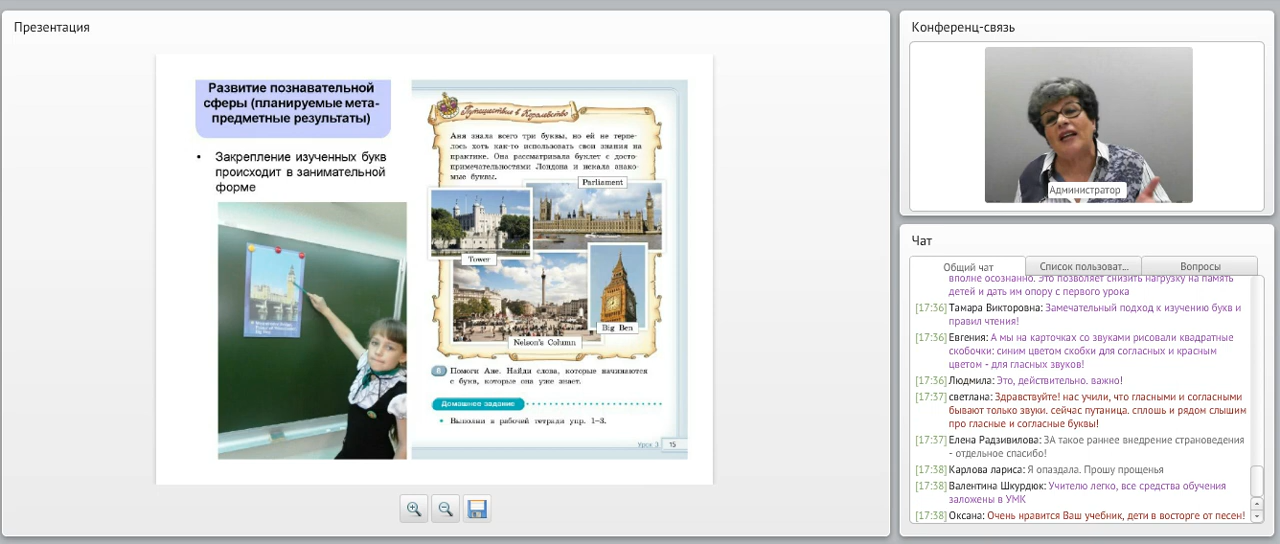 Презентация
Развитие познавательной
сферы (планируемые мета-
предметные результаты)
• Закрепление изученных букв
происходит в занимательной
форме
Путешествие в Королевство
Аня знала всего три буквы, но ей не терпе-
лось хоть как-то использовать свои знания на
практике. Она рассматривала буклет с досто-
примечательностями Лондона и искала знако-
мые буквы.
Parliament
Tower
Big Ben
Nelson's Column
8 Помоги Ане. Найди слова, которые начинаются
с букв, которые она уже знает.
Домашнее задание
• Выполни в рабочей тетради упр. 1–3.
Урок 3 15
Конференц-связь
Администратор
Чат
Общий чат
Список пользоват...
Вопросы
вполне осознанно. Это позволяет снизить нагрузку на память
детей и дать им опору с первого урока
[17:36] Тамара Викторовна: Замечательный подход к изучению букв и
правил чтения!
[17:36] Евгения: А мы на карточках со звуками рисовали квадратные
скобочки: синим цветом скобки для согласных и красным
цветом - для гласных звуков!
[17:36] Людмила: Это, действительно. важно!
[17:37] светлана: Здравствуйте! нас учили, что гласными и согласными
бывают только звуки. сейчас путаница. сплошь и рядом слышим
про гласные и согласные буквы!
[17:37] Елена Радзивилова: ЗА такое раннее внедрение страноведения
- отдельное спасибо!
[17:38] Карлова лариса: Я опаздала. Прошу прощенья
[17:38] Валентина Шкурдюк: Учителю легко, все средства обучения
заложены в УМК
[17:38] Оксана: Очень нравится Ваш учебник, дети в восторге от песен!